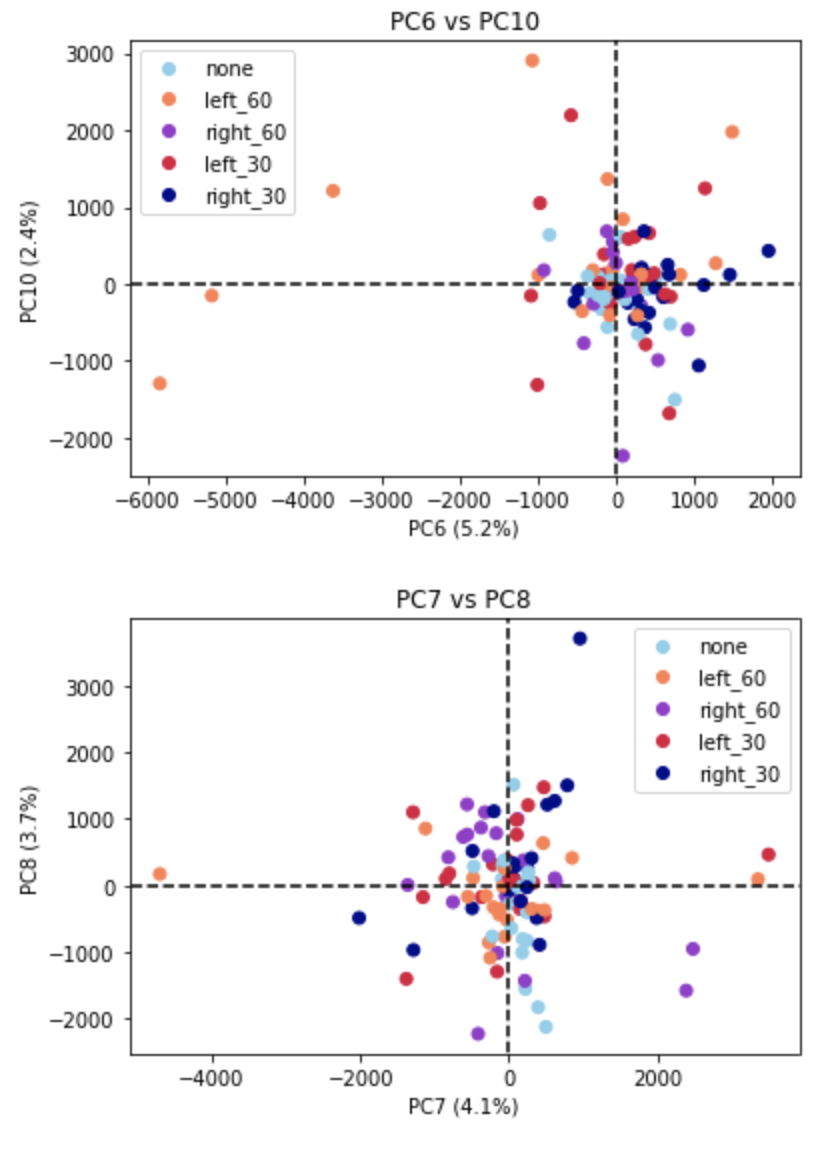 PC6 vs PC10
3000
2000
1000
0
−1000
−2000
PC10 (2.4%)
none
left_60
right_60
left_30
right_30
−6000 −5000 −4000 −3000 −2000 −1000 0 1000 2000
PC6 (5.2%)
PC7 vs PC8
3000
2000
1000
0
−1000
−2000
PC8 (3.7%)
none
left_60
right_60
left_30
right_30
−4000 −2000 0 2000
PC7 (4.1%)